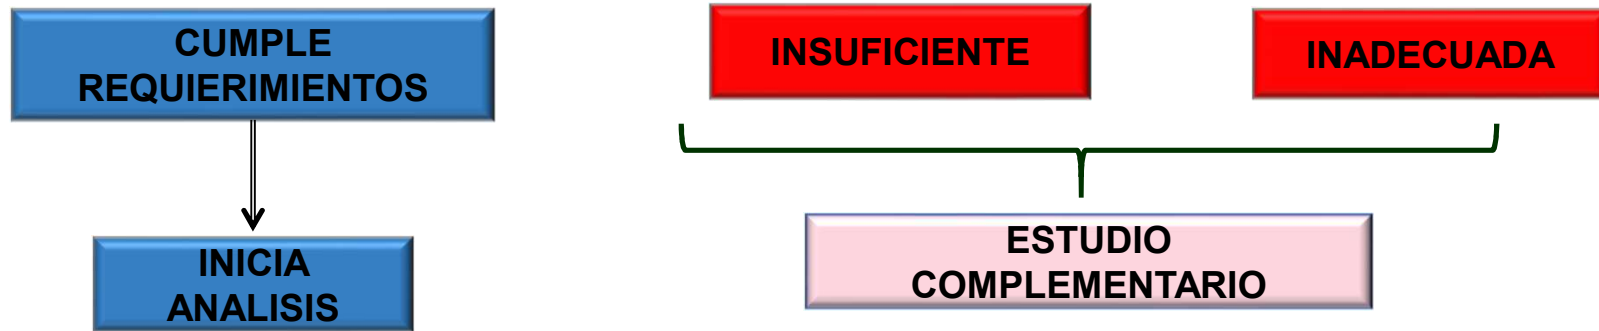 CUMPLE
REQUIERIMIENTOS
INSUFICIENTE
INADECUADA
INICIA
ANALISIS
ESTUDIO
COMPLEMENTARIO